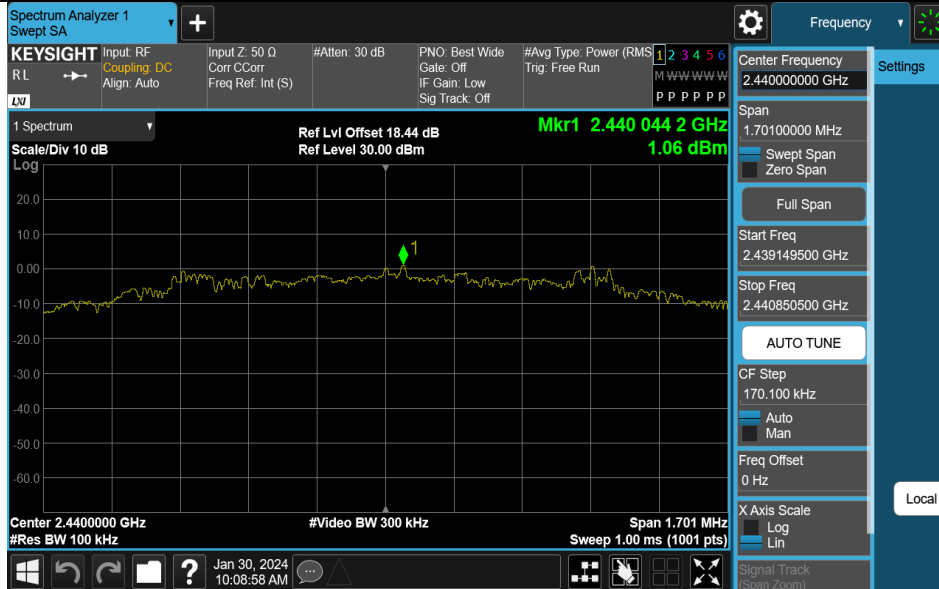 Spectrum Analyzer 1
Swept SA
+
Frequency
KEYSIGHT
R L
LXI
Input: RF
Coupling: DC
Align: Auto
Input Z: 50 Ω
Corr CCorr
Freq Ref: Int (S)
#Atten: 30 dB
PNO: Best Wide
Gate: Off
IF Gain: Low
Sig Track: Off
#Avg Type: Power (RMS
Trig: Free Run
1 2 3 4 5 6
M W W W W W
P P P P P P
Center Frequency
2.440000000 GHz
Settings
Span
1.70100000 MHz
Swept Span
Zero Span
Full Span
Start Freq
2.439149500 GHz
Stop Freq
2.440850500 GHz
AUTO TUNE
CF Step
170.100 kHz
Auto
Man
Freq Offset
0 Hz
X Axis Scale
Log
Lin
Signal Track
(Span Zoom)
Local
1 Spectrum
Scale/Div 10 dB
Log
Ref Lvl Offset 18.44 dB
Ref Level 30.00 dBm
Mkr1 2.440 044 2 GHz
1.06 dBm
20.0
10.0
0.00
-10.0
-20.0
-30.0
-40.0
-50.0
-60.0
1
Center 2.4400000 GHz
#Res BW 100 kHz
#Video BW 300 kHz
Span 1.701 MHz
Sweep 1.00 ms (1001 pts)
?
Jan 30, 2024
10:08:58 AM